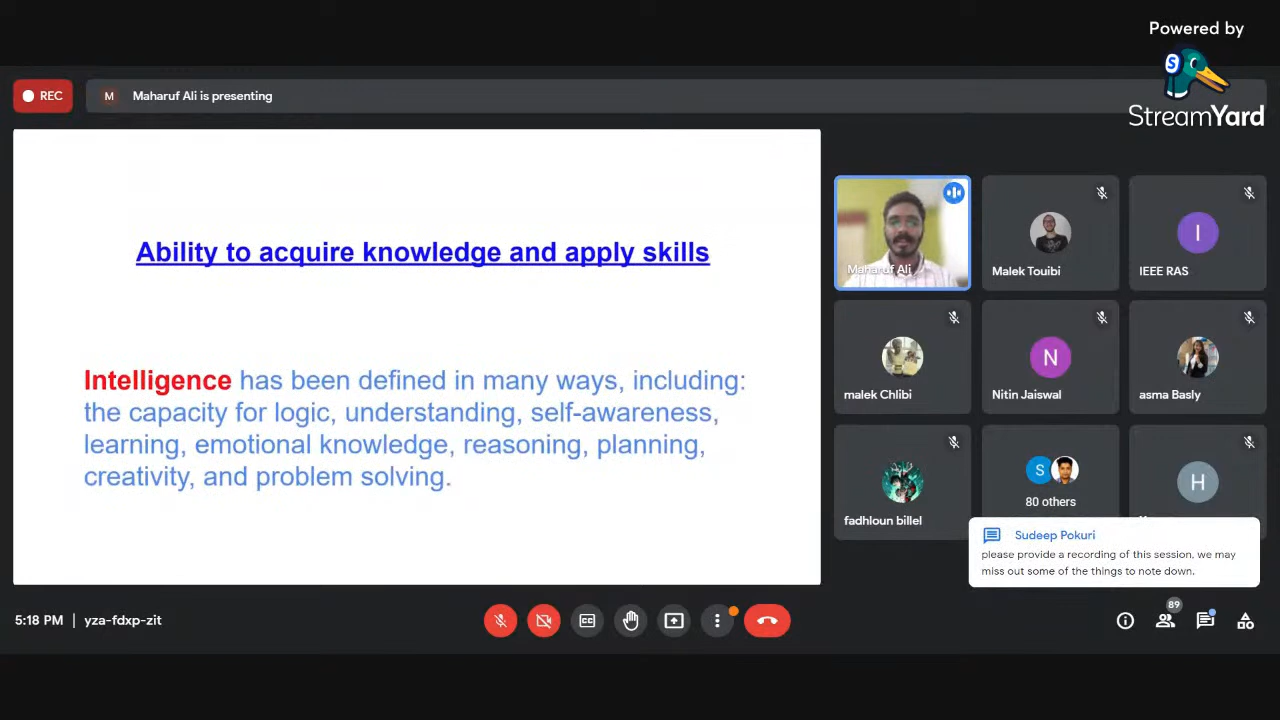 Powered by
S
StreamYard
REC
M
Maharuf Ali is presenting
Ability to acquire knowledge and apply skills
Intelligence has been defined in many ways, including:
the capacity for logic, understanding, self-awareness,
learning, emotional knowledge, reasoning, planning,
creativity, and problem solving.
Maharuf Ali
Malek Touibi
I
IEEE RAS
malek Chlibi
N
Nitin Jaiswal
asma Basly
fadhloun billel
S
80 others
H
Sudeep Pokuri
please provide a recording of this session, we may
miss out some of the things to note down.
5:18 PM | yza-fdxp-zit
CC
89